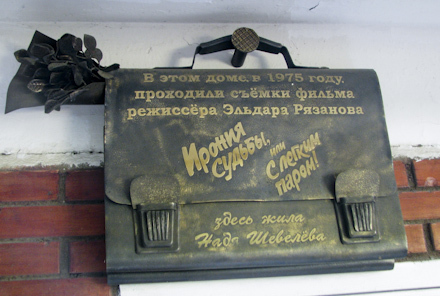 В этом доме, в 1975 году,
проходили съёмки фильма
режиссёра Эльдара Рязанова
Ирония
Судьбы, или
С лёгким
паром!
здесь жила
Надя Шевелёва